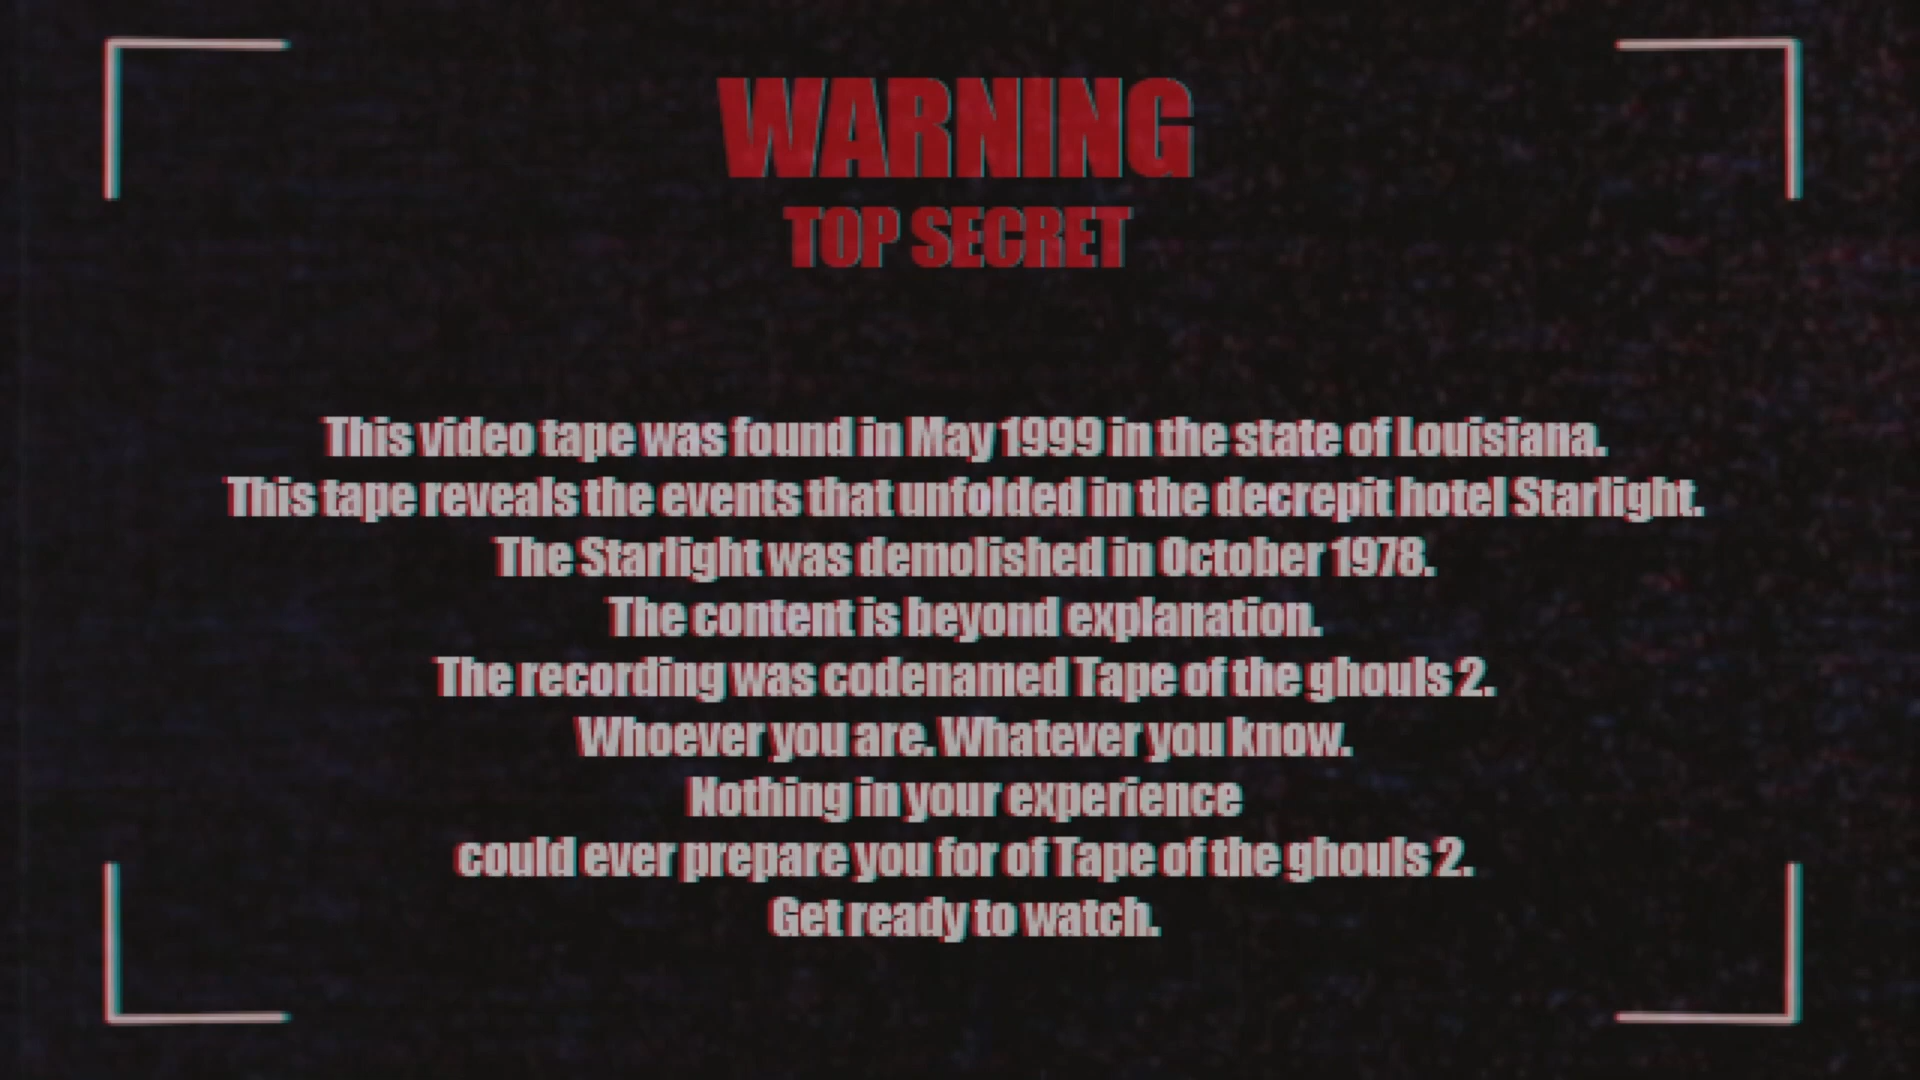 WARNING
TOP SECRET
This video tape was found in May 1999 in the state of Louisiana.
This tape reveals the events that unfolded in the decrepit hotel Starlight.
The Starlight was demolished in October 1978.
The content is beyond explanation.
The recording was codenamed Tape of the ghouls 2.
Whoever you are. Whatever you know.
Nothing in your experience
could ever prepare you for of Tape of the ghouls 2.
Get ready to watch.